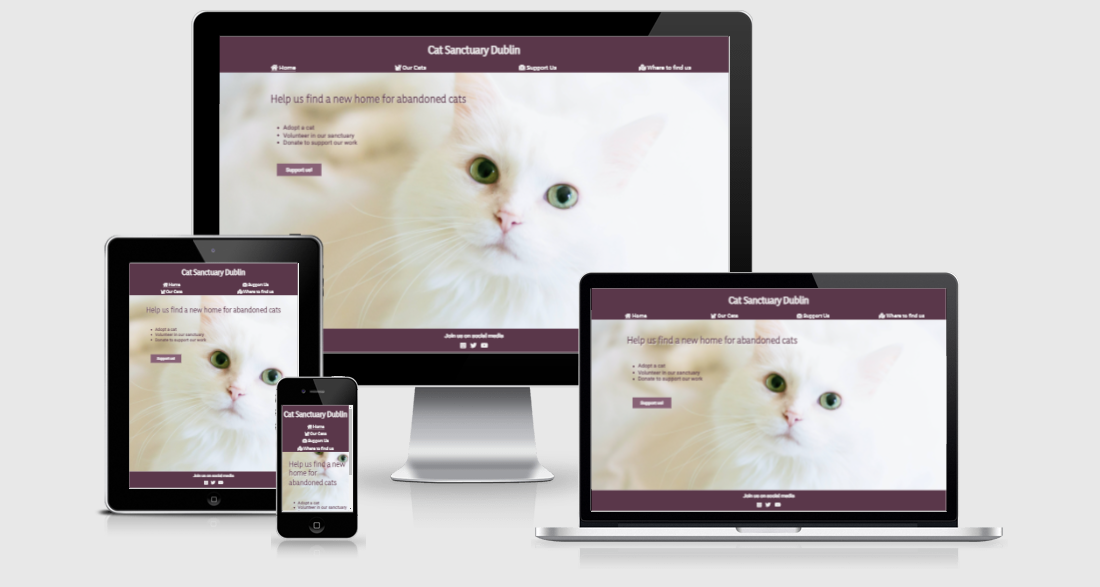 Cat Sanctuary Dublin
Home Our Cats Support Us Where to find us
Help us find a new home for abandoned cats
Adopt a cat
Volunteer in our sanctuary
Donate to support our work
Support us!
Join us on social media
Cat Sanctuary Dublin
Home Support Us
Our Cats Where to find us
Help us find a new home for abandoned cats
Adopt a cat
Volunteer in our sanctuary
Donate to support our work
Support us!
Join us on social media
Cat Sanctuary Dublin
Home
Our Cats
Support Us
Where to find us
Help us find a new
home for
abandoned cats
Adopt a cat
Volunteer in our sanctuary
Cat Sanctuary Dublin
Home Our Cats Support Us Where to find us
Help us find a new home for abandoned cats
Adopt a cat
Volunteer in our sanctuary
Donate to support our work
Support us!
Join us on social media